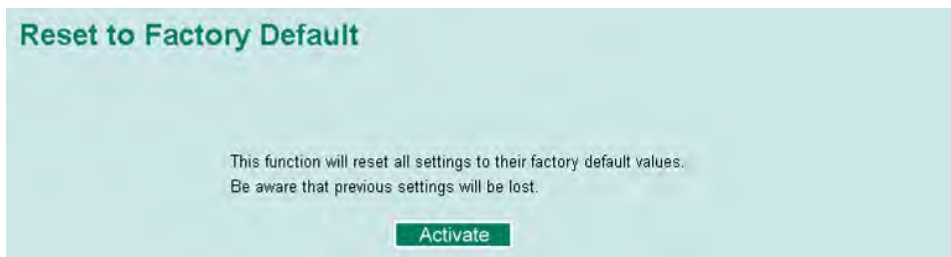 Reset to Factory Default
This function will reset all settings to their factory default values.
Be aware that previous settings will be lost.
Activate